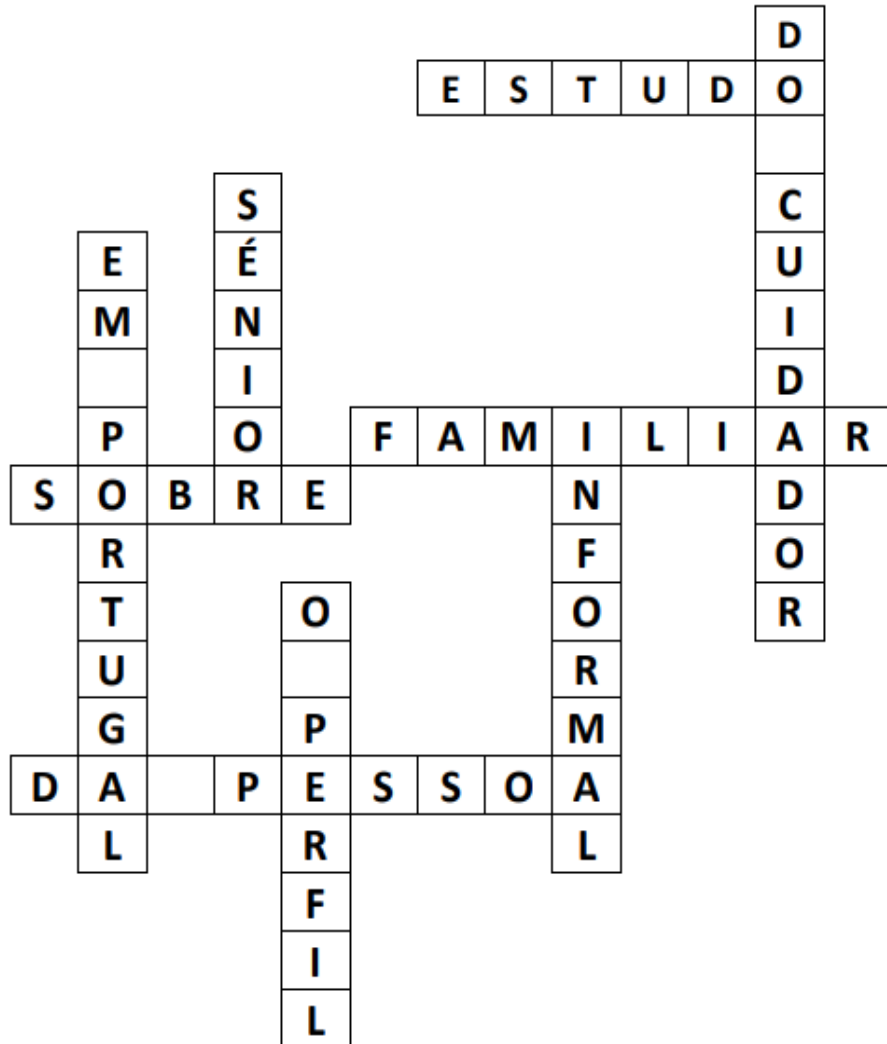 DO CUIDADOR
ESTUDO
SÉNIOR
EM PORTUGAL
FAMILIAR
INFORMAL
SOBRE
O PERFIL
DA PESSOA